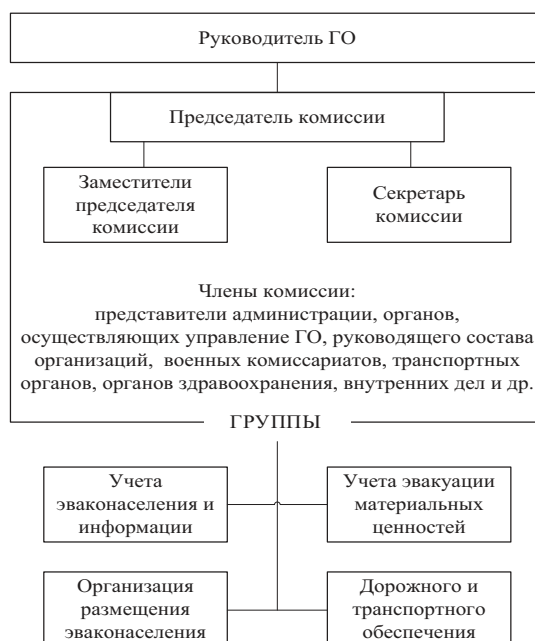 Руководитель ГО
Председатель комиссии
Заместители
председателя
комиссии
Секретарь
комиссии
Члены комиссии:
представители администрации, органов,
осуществляющих управление ГО, руководящего состава
организаций, военных комиссариатов, транспортных
органов, органов здравоохранения, внутренних дел и др.
ГРУППЫ
Учета
эваконаселения и
информации
Учета эвакуации
материальных
ценностей
Организация
размещения
эваконаселения
Дорожного и
транспортного
обеспечения